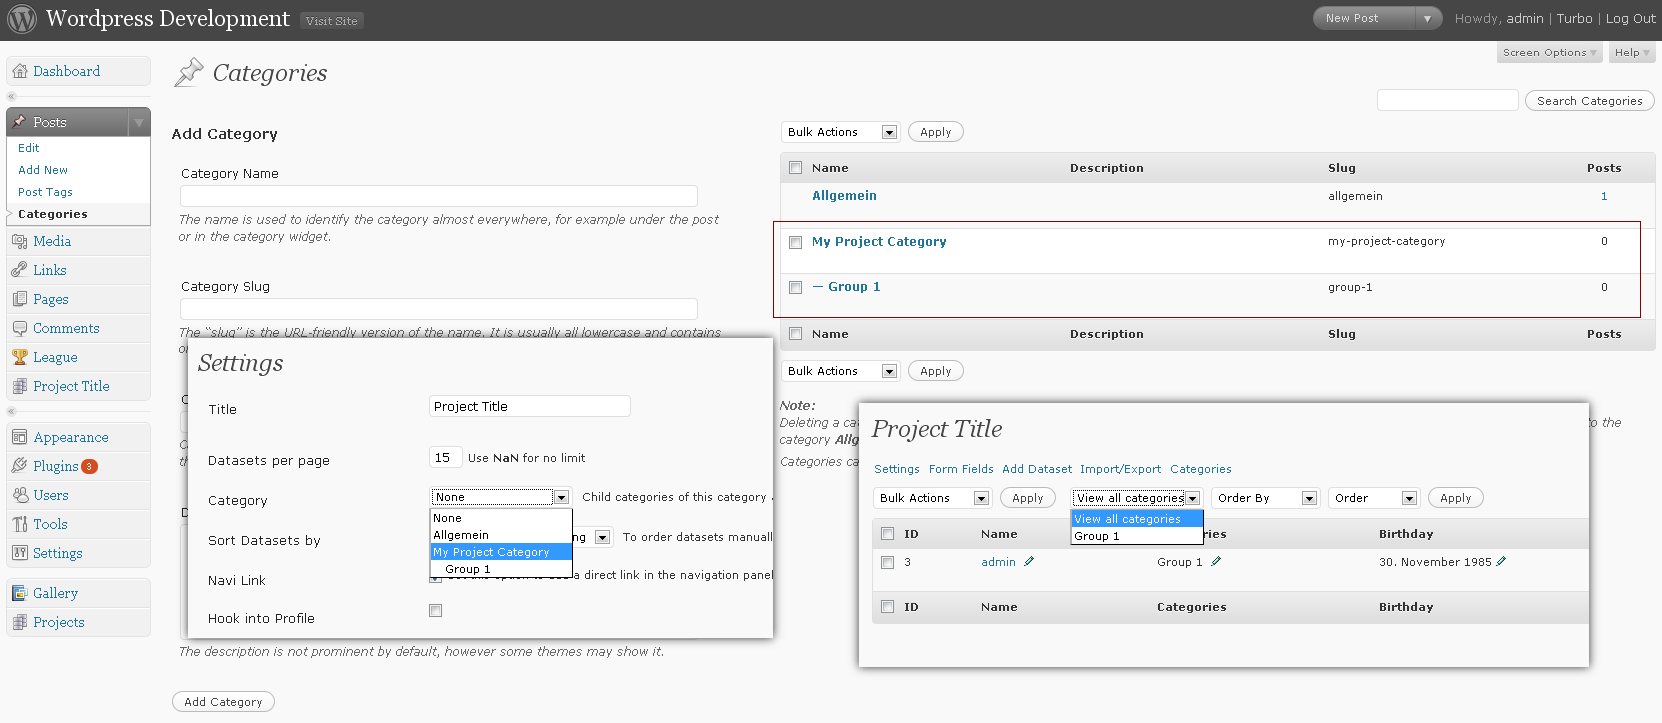 Wordpress Development
Visit Site
New Post
Howdy, admin | Turbo | Log Out
Screen Options
Help
Dashboard
Posts
Edit
Add New
Post Tags
Categories
Media
Links
Pages
Comments
League
Project Title
Appearance
Plugins 3
Users
Tools
Settings
Gallery
Projects
Categories
Search Categories
Add Category
Category Name
The name is used to identify the category almost everywhere, for example under the post
or in the category widget.
Category Slug
The “slug” is the URL-friendly version of the name. It is usually all lowercase and contains
The description is not prominent by default, however some themes may show it.
Add Category
Bulk Actions Apply
Name Description Slug Posts
Allgemein allgemein 1
My Project Category my-project-category 0
— Group 1 group-1 0
Name Description Slug Posts
Bulk Actions Apply
Note:
Deleting a ca to the
category
Categories ca
Settings
Title Project Title
Datasets per page 15 Use NaN for no limit
Category None Child categories of this category
None
Allgemein
My Project Category
Group 1
Sort Datasets by ng To order datasets manuall
Navi Link a direct link in the navigation panel
Hook into Profile
Project Title
Settings Form Fields Add Dataset Import/Export Categories
Bulk Actions Apply View all categories Order By Order Apply
View all categories
Group 1
ID Name Birthday
3 admin Group 1 30. November 1985
ID Name Categories Birthday